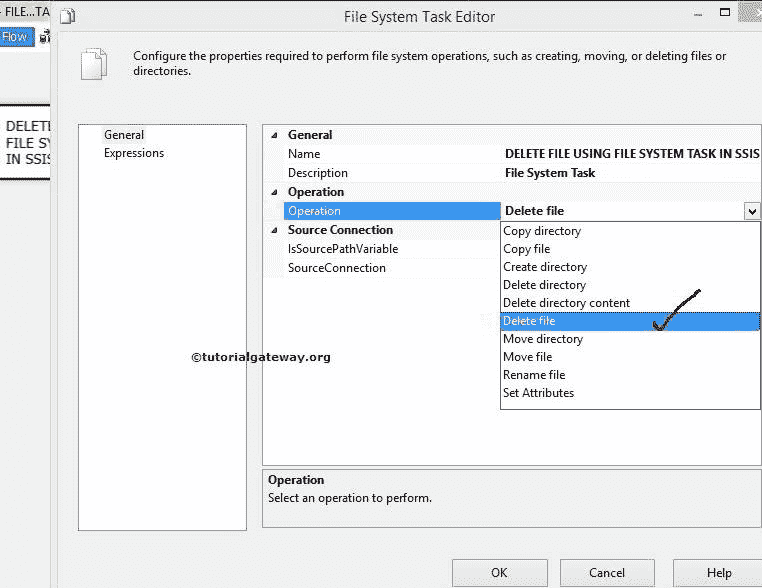 - FILE...TA
File System Task Editor
Flow
Configure the properties required to perform file system operations, such as creating, moving, or deleting files or
directories.
DELETE
FILE SY
IN SSIS
General
Expressions
General
Name DELETE FILE USING FILE SYSTEM TASK IN SSIS
Description File System Task
Operation
Operation Delete file
Source Connection
IsSourcePathVariable
SourceConnection
Copy directory
Copy file
Create directory
Delete directory
Delete directory content
Delete file
Move directory
Move file
Rename file
Set Attributes
©tutorialgateway.org
Operation
Select an operation to perform.
OK Cancel Help